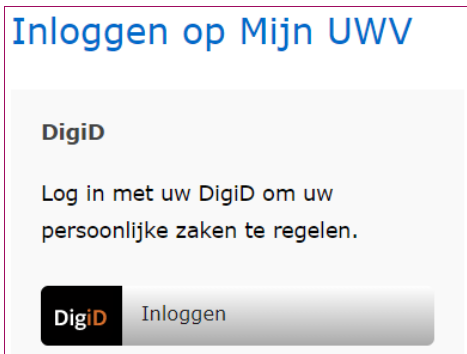 Inloggen op Mijn UWV
DigiD
Log in met uw DigiD om uw
persoonlijke zaken te regelen.
DigiD Inloggen